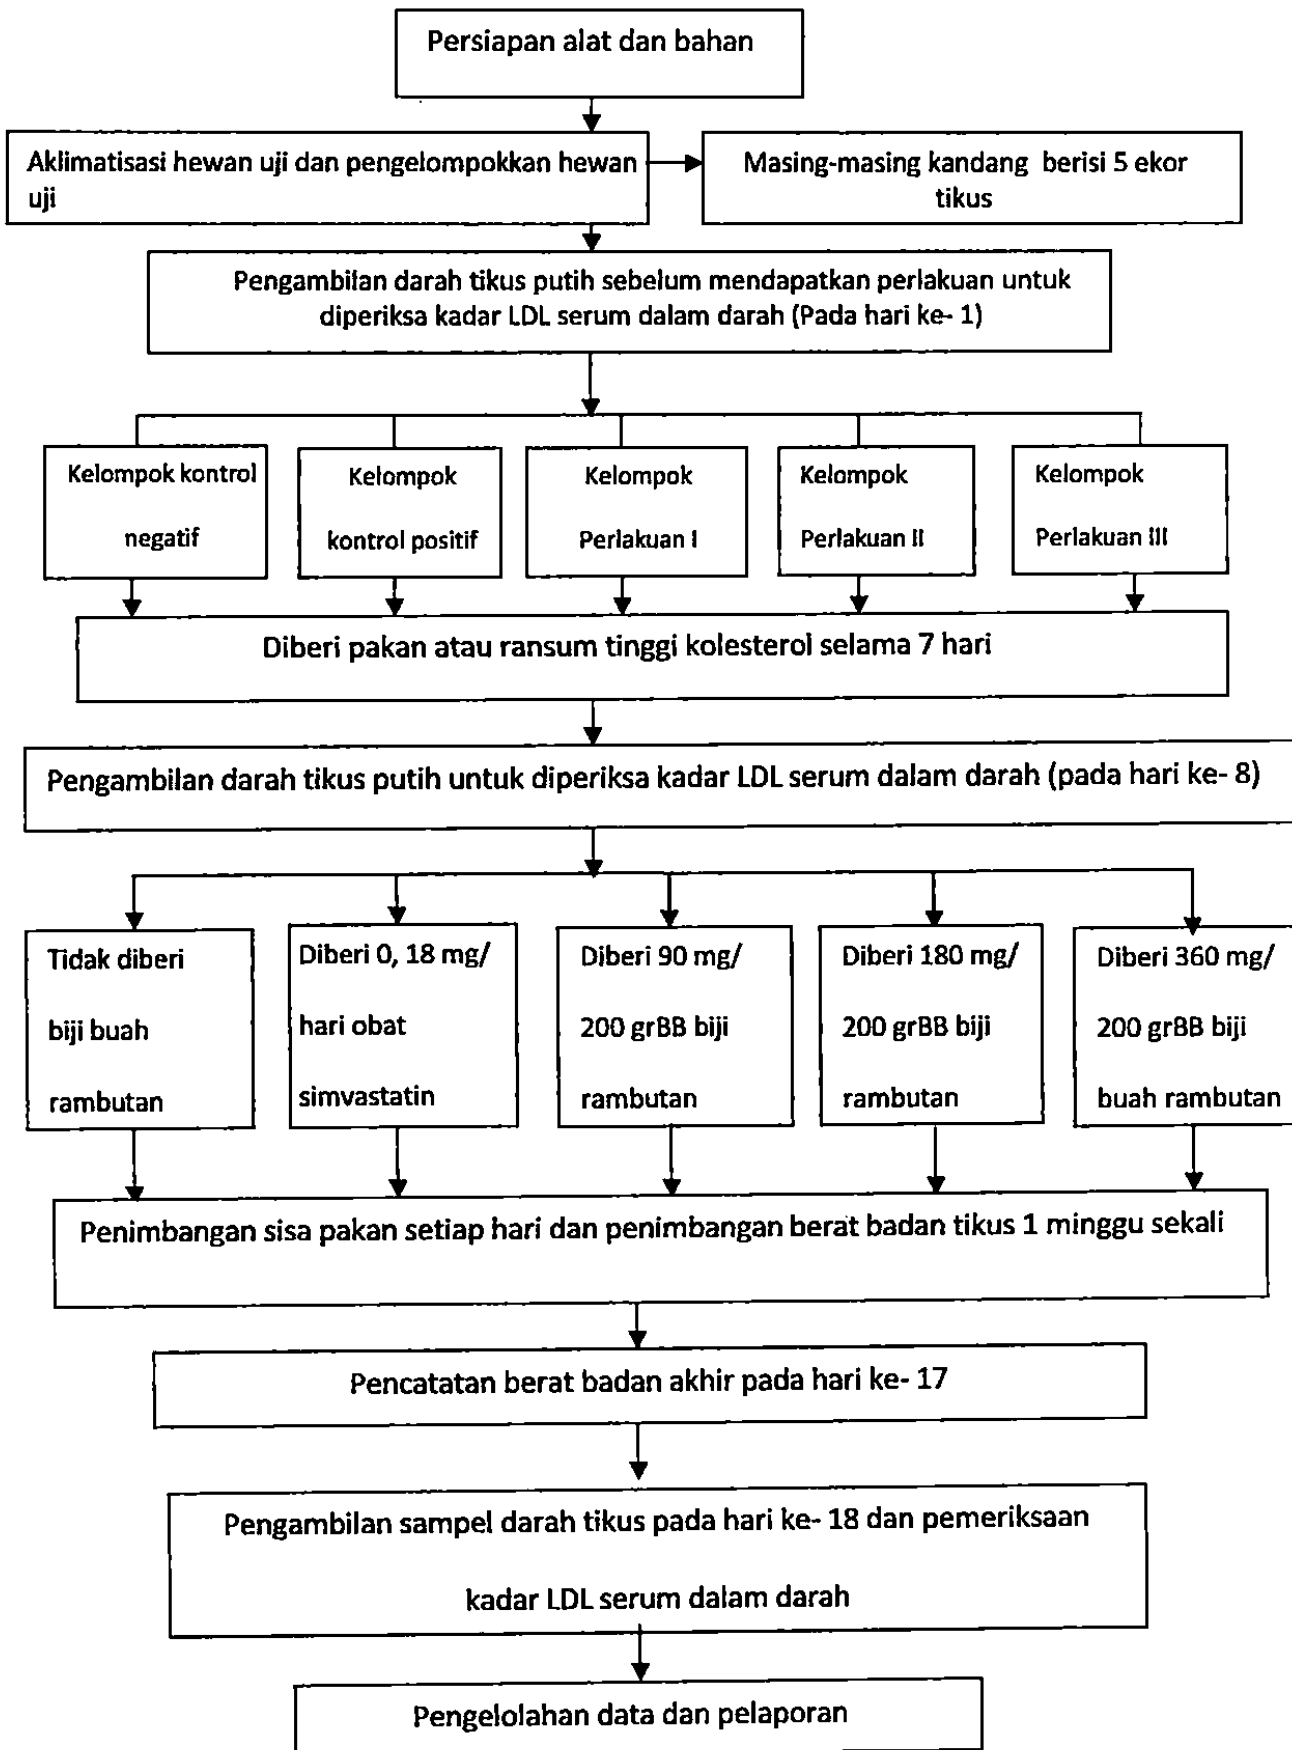 Persiapan alat dan bahan
Aklimatisasi hewan uji dan pengelompokkan hewan
uji
Masing-masing kandang berisi 5 ekor
tikus
Pengambilan darah tikus putih sebelum mendapatkan perlakuan untuk
diperiksa kadar LDL serum dalam darah (Pada hari ke- 1)
Kelompok kontrol
negatif
Kelompok
kontrol positif
Kelompok
Perlakuan I
Kelompok
Perlakuan II
Kelompok
Perlakuan III
Diberi pakan atau ransum tinggi kolesterol selama 7 hari
Pengambilan darah tikus putih untuk diperiksa kadar LDL serum dalam darah (pada hari ke- 8)
Tidak diberi
biji buah
rambutan
Diberi 0, 18 mg/
hari obat
simvastatin
Diberi 90 mg/
200 grBB biji
rambutan
Diberi 180 mg/
200 grBB biji
rambutan
Diberi 360 mg/
200 grBB biji
buah rambutan
Penimbangan sisa pakan setiap hari dan penimbangan berat badan tikus 1 minggu sekali
Pencatatan berat badan akhir pada hari ke- 17
Pengambilan sampel darah tikus pada hari ke- 18 dan pemeriksaan
kadar LDL serum dalam darah
Pengelolahan data dan pelaporan